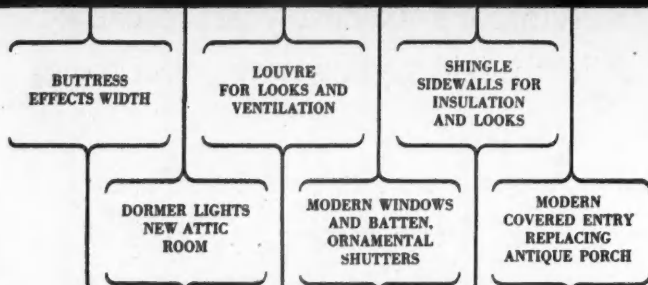 BUTTRESS
EFFECTS WIDTH
LOUVRE
FOR LOOKS AND
VENTILATION
SHINGLE
SIDEWALLS FOR
INSULATION
AND LOOKS
DORMER LIGHTS
NEW ATTIC
ROOM
MODERN WINDOWS
AND BATTEN,
ORNAMENTAL
SHUTTERS
MODERN
COVERED ENTRY
REPLACING
ANTIQUE PORCH